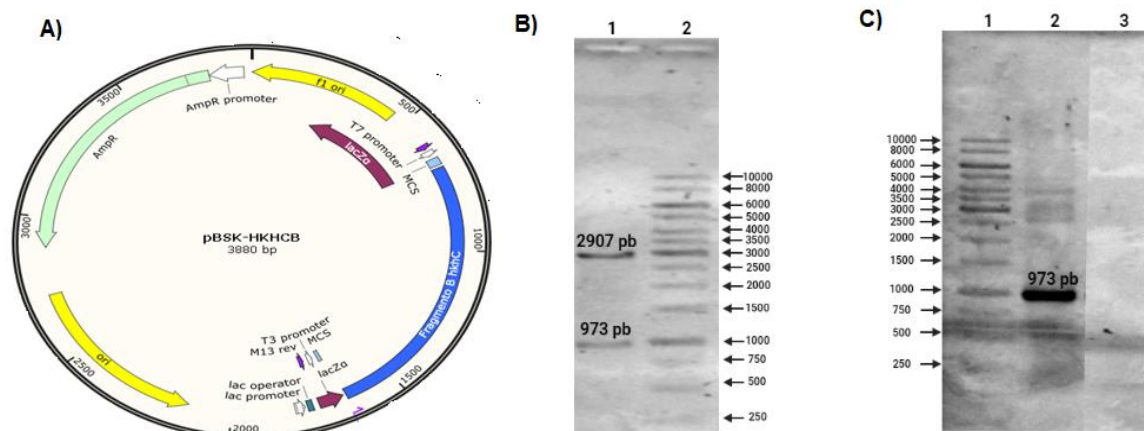 A)
AmpR promoter
f1 ori
500
T7 promoter
MCS
lacZα
3500
AmpR
3000
pBSK-HKHCB
3880 bp
1000
Fragmento B hkhC
ori
2500
T3 promoter
M13 rev
MCS
lac operator
lac promoter
lacZα
1500
2000
B)
1 2
2907 pb
973 pb
10000
8000
6000
5000
4000
3500
3000
2500
2000
1500
1000
750
500
250
C)
1 2 3
10000
8000
6000
5000
4000
3500
3000
2500
2000
1500
1000
750
500
250
973 pb